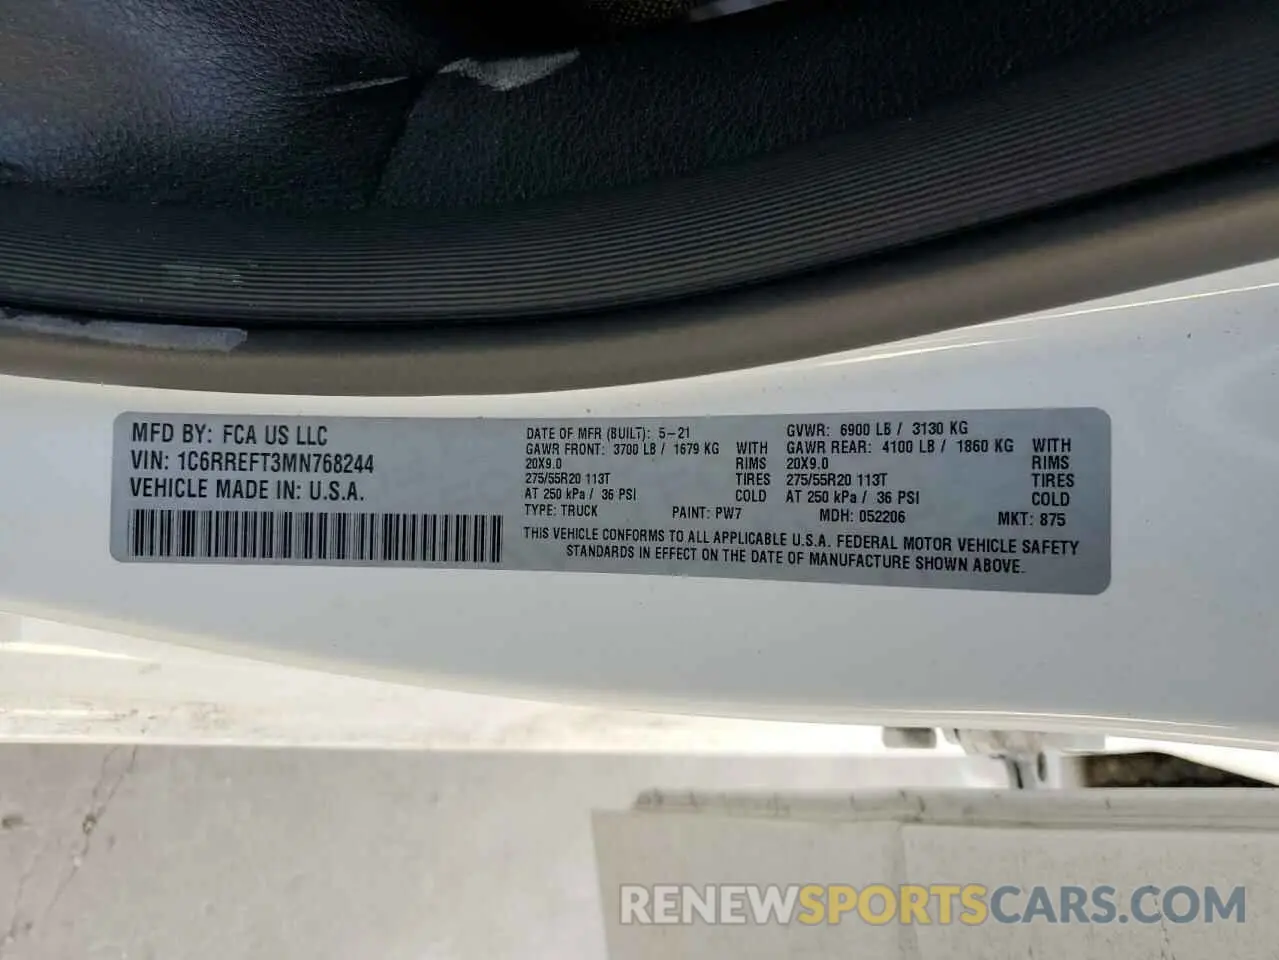 MFD BY: FCA US LLC
VIN: 1C6RREFT3MN768244
VEHICLE MADE IN: U.S.A.
DATE OF MFR (BUILT): 5-21
GAWR FRONT: 3700 LB / 1679 KG WITH
20X9.0 RIMS
275/55R20 113T TIRES
AT 250 kPa / 36 PSI COLD
TYPE: TRUCK PAINT: PW7
GVWR: 6900 LB / 3130 KG
GAWR REAR: 4100 LB / 1860 KG WITH
20X9.0 RIMS
275/55R20 113T TIRES
AT 250 kPa / 36 PSI COLD
MDH: 052206 MKT: 875
THIS VEHICLE CONFORMS TO ALL APPLICABLE U.S.A. FEDERAL MOTOR VEHICLE SAFETY
STANDARDS IN EFFECT ON THE DATE OF MANUFACTURE SHOWN ABOVE.
RENEWSPORTSCARS.COM